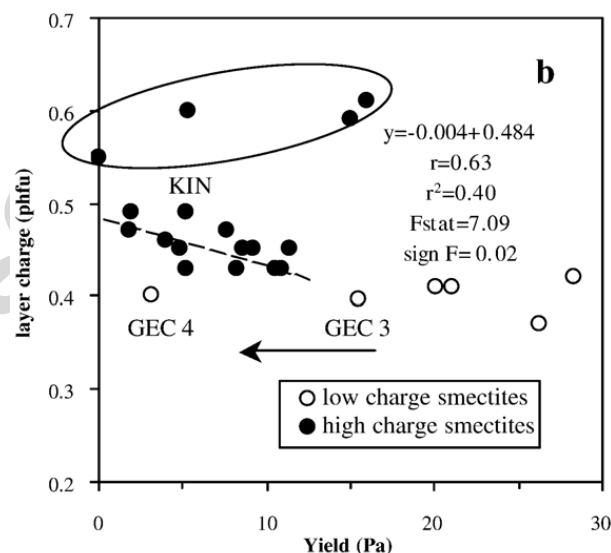 0.7
b
0.6
y=-0.004+0.484
r=0.63
KIN
r²=0.40
0.5
Fstat=7.09
sign F= 0.02
layer charge (phfu)
0.4
GEC 4
GEC 3
0.3
low charge smectites
high charge smectites
0.2
0 10 20 30
Yield (Pa)